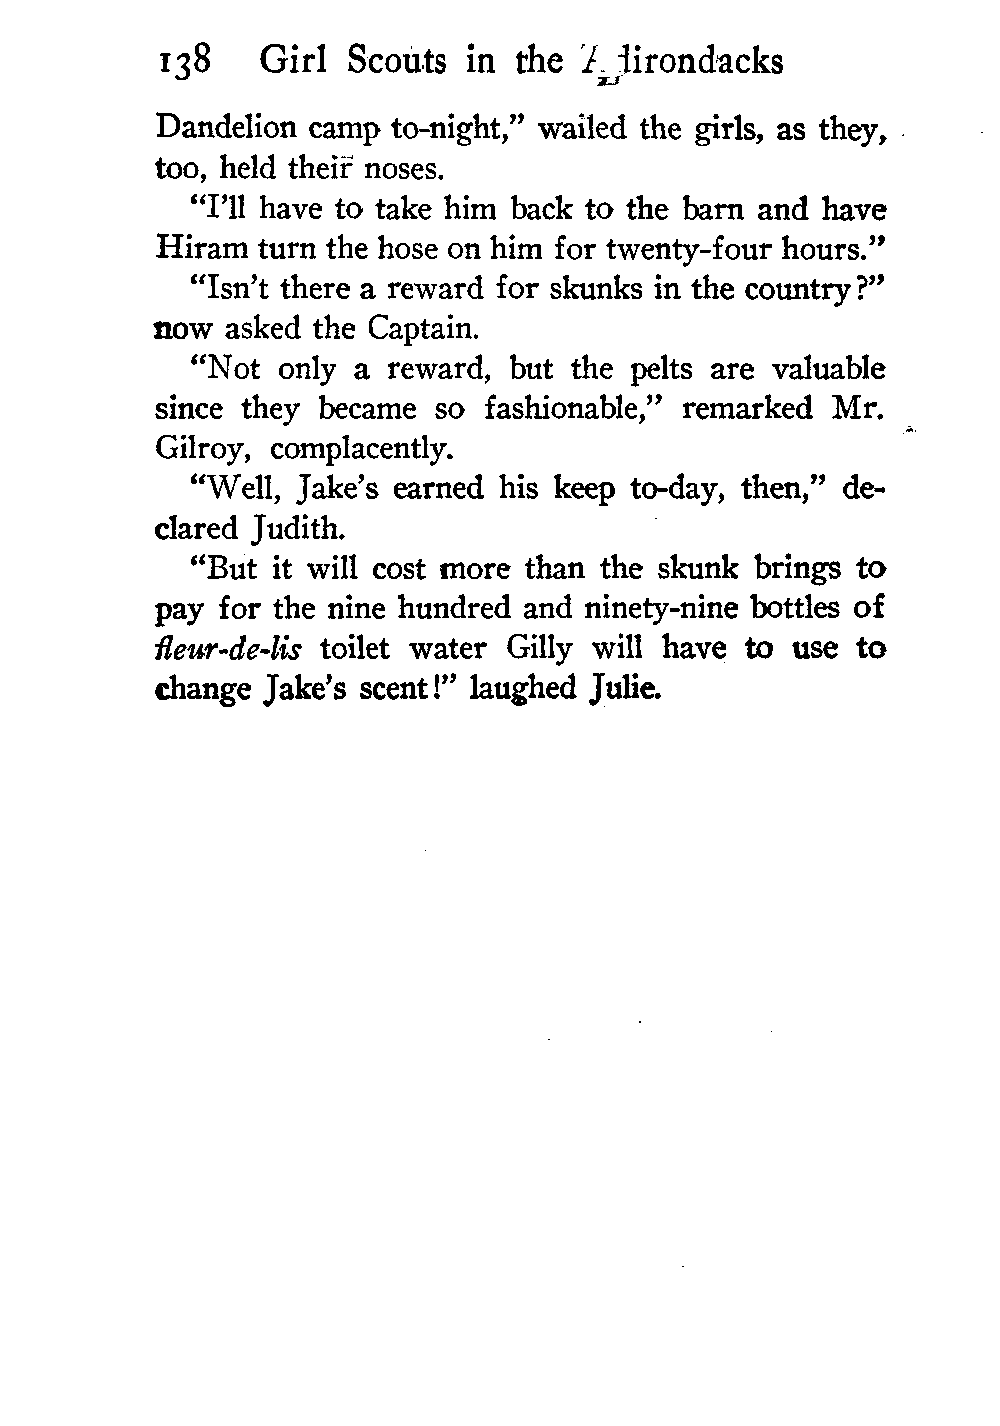 138 Girl Scouts in the Adirondacks
Dandelion camp to-night,” wailed the girls, as they,
too, held their noses.
“I’ll have to take him back to the barn and have
Hiram turn the hose on him for twenty-four hours.”
“Isn’t there a reward for skunks in the country?”
now asked the Captain.
“Not only a reward, but the pelts are valuable
since they became so fashionable,” remarked Mr.
Gilroy, complacently.
“Well, Jake’s earned his keep to-day, then,” de-
clared Judith.
“But it will cost more than the skunk brings to
pay for the nine hundred and ninety-nine bottles of
fleur-de-lis toilet water Gilly will have to use to
change Jake’s scent!” laughed Julie.